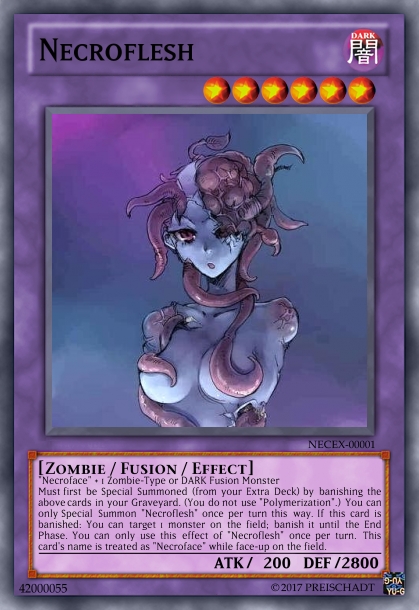 NECROFLESH
DARK
闇
NECEX-00001
[ZOMBIE / FUSION / EFFECT]
"Necroface" + 1 Zombie-Type or DARK Fusion Monster
Must first be Special Summoned (from your Extra Deck) by banishing the
above cards in your Graveyard. (You do not use "Polymerization".) You can
only Special Summon "Necroflesh" once per turn this way. If this card is
banished: You can target 1 monster on the field; banish it until the End
Phase. You can only use this effect of "Necroflesh" once per turn. This
card's name is treated as "Necroface" while face-up on the field.
ATK / 200 DEF /2800
42000055 ©2017 PREISCHADT